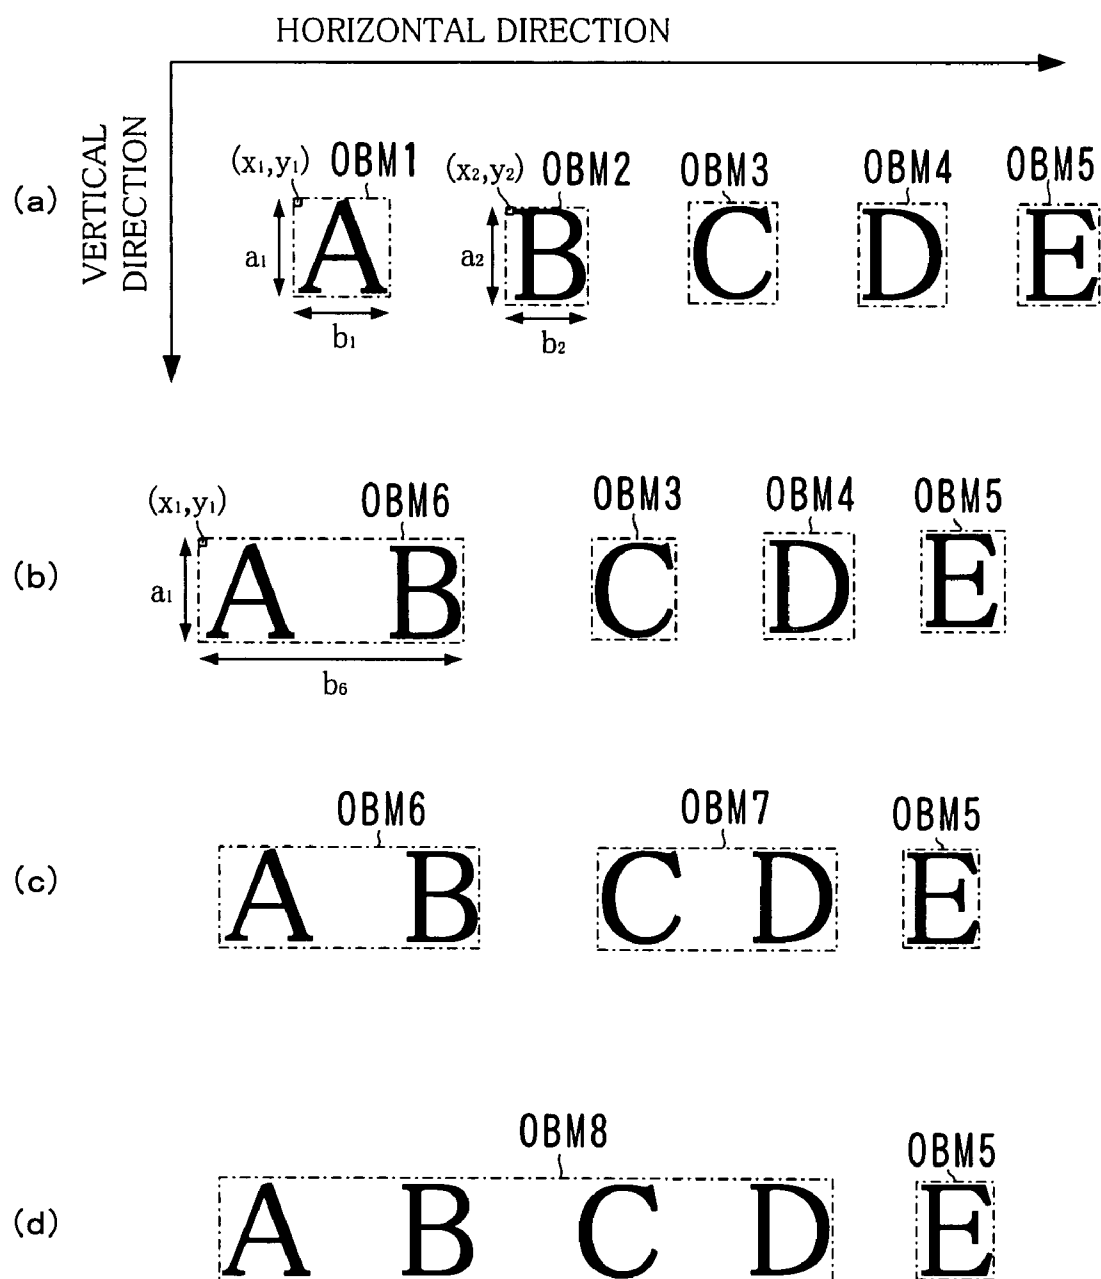 HORIZONTAL DIRECTION
VERTICAL DIRECTION
(a)
(x₁,y₁) OBM1 (x₂,y₂) OBM2 OBM3 OBM4 OBM5
a₁ A a₂ B C D E
b₁ b₂
(b)
(x₁,y₁) OBM6 OBM3 OBM4 OBM5
a₁ A B C D E
b₆
(c)
OBM6 OBM7 OBM5
A B C D E
(d)
OBM8 OBM5
A B C D E